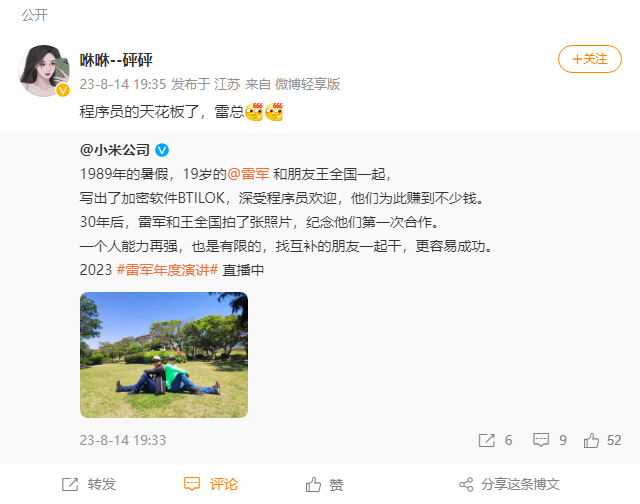 公开
咻咻--砰砰
+关注
23-8-14 19:35 发布于 江苏 来自 微博轻享版
程序员的天花板了，雷总
@小米公司
1989年的暑假，19岁的@雷军 和朋友王全国一起，
写出了加密软件BTILOK，深受程序员欢迎，他们为此赚到不少钱。
30年后，雷军和王全国拍了张照片，纪念他们第一次合作。
一个人能力再强，也是有限的，找互补的朋友一起干，更容易成功。
2023 #雷军年度演讲# 直播中
23-8-14 19:33 6 9 52
转发 评论 赞 分享这条博文